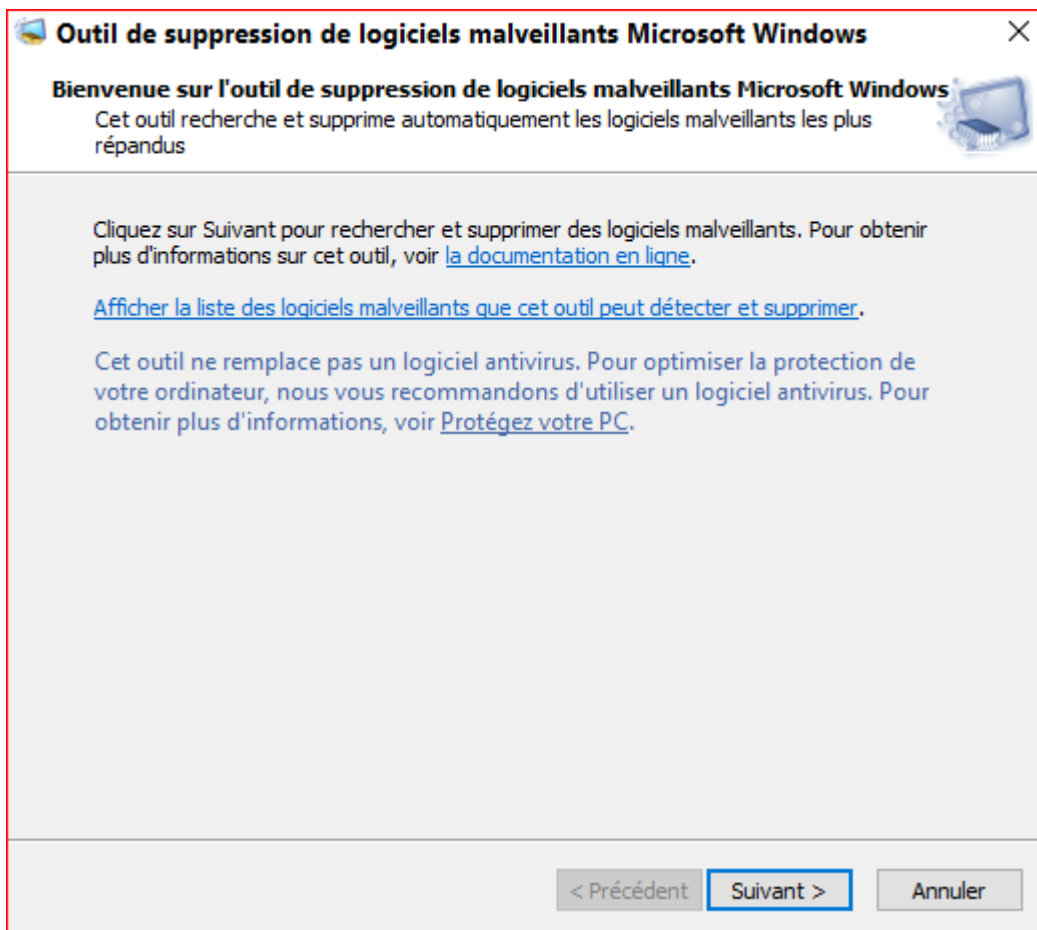 Outil de suppression de logiciels malveillants Microsoft Windows
Bienvenue sur l'outil de suppression de logiciels malveillants Microsoft Windows
Cet outil recherche et supprime automatiquement les logiciels malveillants les plus
répandus
Cliquez sur Suivant pour rechercher et supprimer des logiciels malveillants. Pour obtenir
plus d'informations sur cet outil, voir la documentation en ligne.
Afficher la liste des logiciels malveillants que cet outil peut détecter et supprimer.
Cet outil ne remplace pas un logiciel antivirus. Pour optimiser la protection de
votre ordinateur, nous vous recommandons d'utiliser un logiciel antivirus. Pour
obtenir plus d'informations, voir Protégez votre PC.
< Précédent Suivant > Annuler